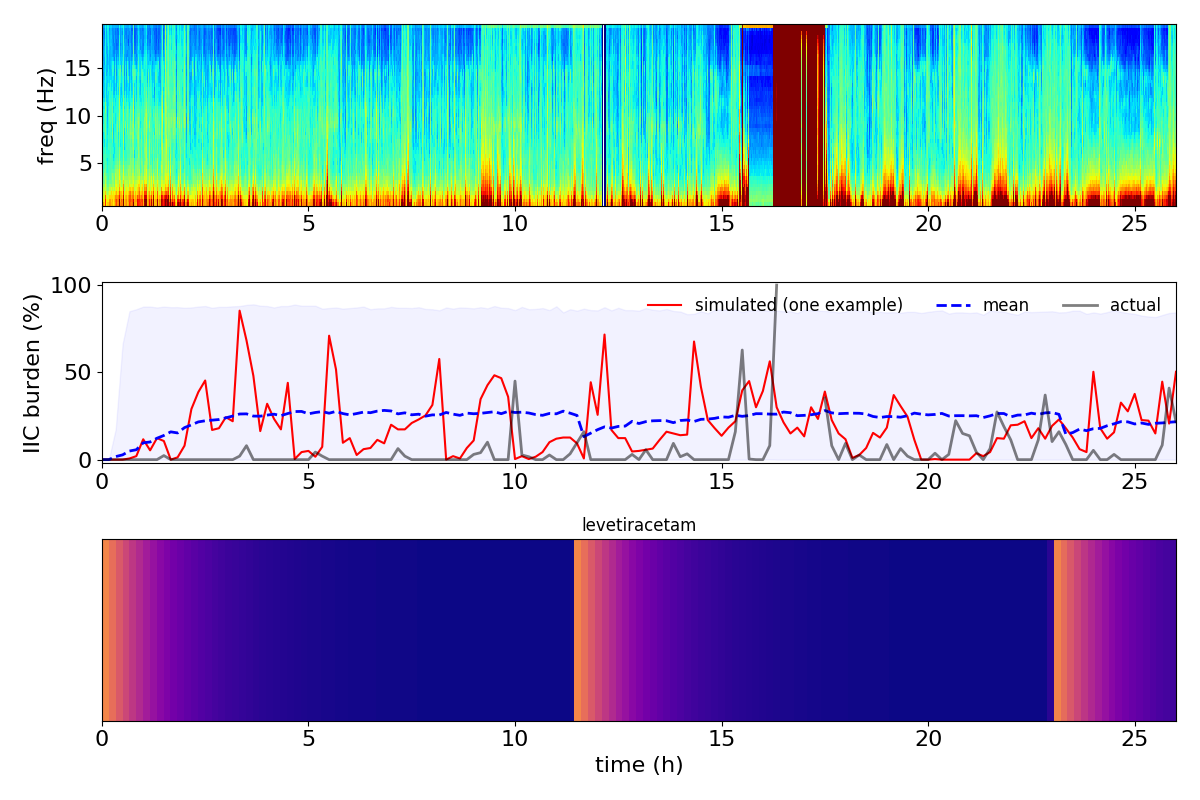 freq (Hz)
15
10
5
0 5 10 15 20 25
IIC burden (%)
100
50
0
simulated (one example) mean actual
0 5 10 15 20 25
levetiracetam
0 5 10 15 20 25
time (h)